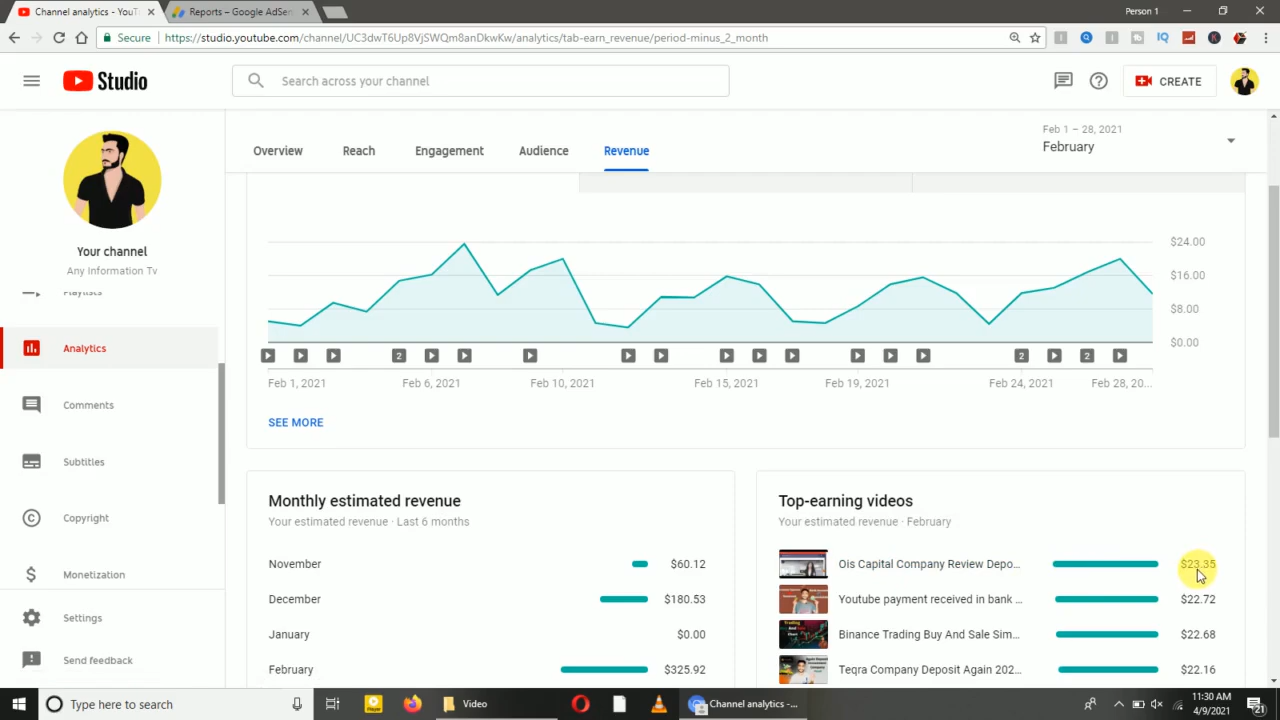 Channel analytics - YouT
Reports – Google AdSen
Person 1
Secure
https://studio.youtube.com/channel/UC3dwT6Up8VjSWQm8anDkwKw/analytics/tab-earn_revenue/period-minus_2_month
Studio
Search across your channel
CREATE
Overview
Reach
Engagement
Audience
Revenue
Feb 1 – 28, 2021
February
Your channel
Any Information Tv
Playlists
Analytics
Comments
Subtitles
Copyright
Monetization
Settings
Send feedback
$24.00
$16.00
$8.00
$0.00
2
2
2
Feb 1, 2021
Feb 6, 2021
Feb 10, 2021
Feb 15, 2021
Feb 19, 2021
Feb 24, 2021
Feb 28, 20...
SEE MORE
Monthly estimated revenue
Your estimated revenue · Last 6 months
November $60.12
December $180.53
January $0.00
February $325.92
Top-earning videos
Your estimated revenue · February
Ois Capital Company Review Depo... $23.35
Youtube payment received in bank ... $22.72
Binance Trading Buy And Sale Sim... $22.68
Teqra Company Deposit Again 202... $22.16
Type here to search
Video
Channel analytics -...
11:30 AM
4/9/2021
21